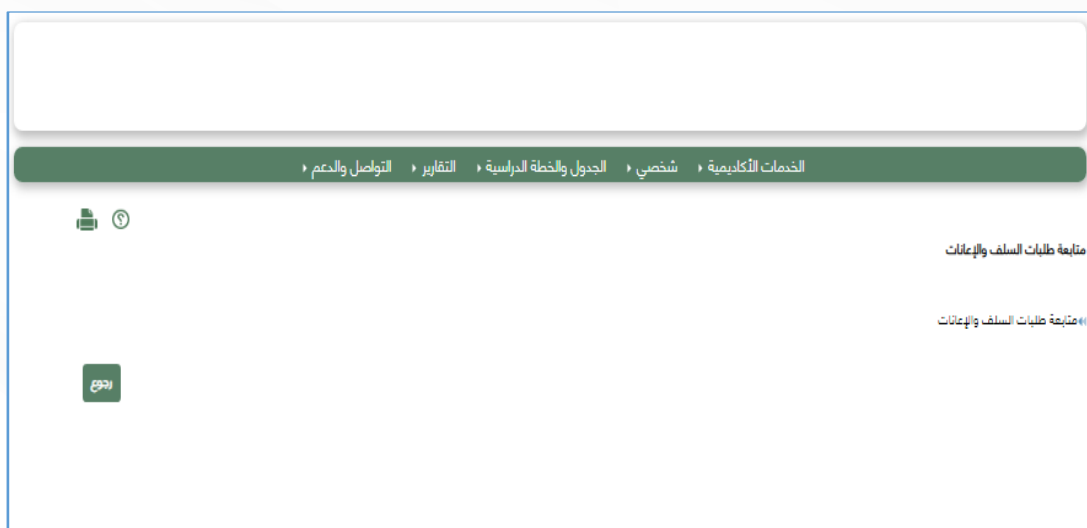 الخدمات الأكاديمية شخصي الجدول والخطة الدراسية التقارير التواصل والدعم
متابعة طلبات السلف والإعانات
متابعة طلبات السلف والإعانات
رجوع